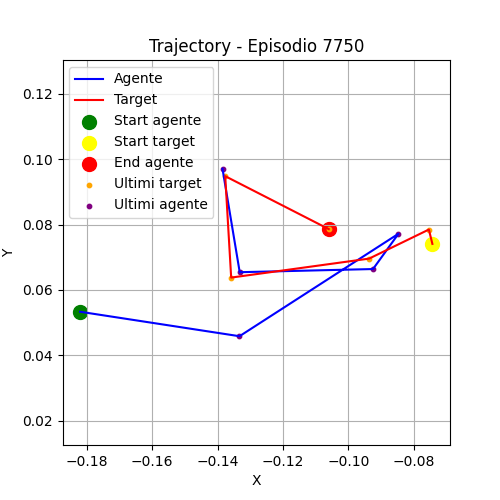 Trajectory - Episodio 7750
Agente
Target
Start agente
Start target
End agente
Ultimi target
Ultimi agente
0.12
0.10
0.08
0.06
0.04
0.02
Y
−0.18
−0.16
−0.14
−0.12
−0.10
−0.08
X